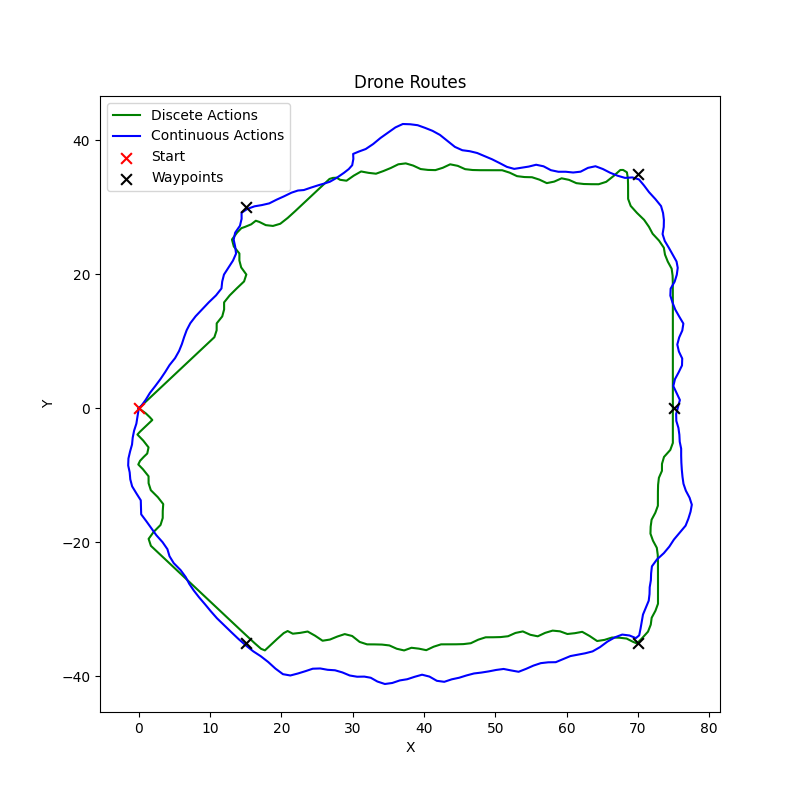 Drone Routes
Discete Actions
Continuous Actions
Start
Waypoints
40
20
0
−20
−40
Y
0 10 20 30 40 50 60 70 80
X